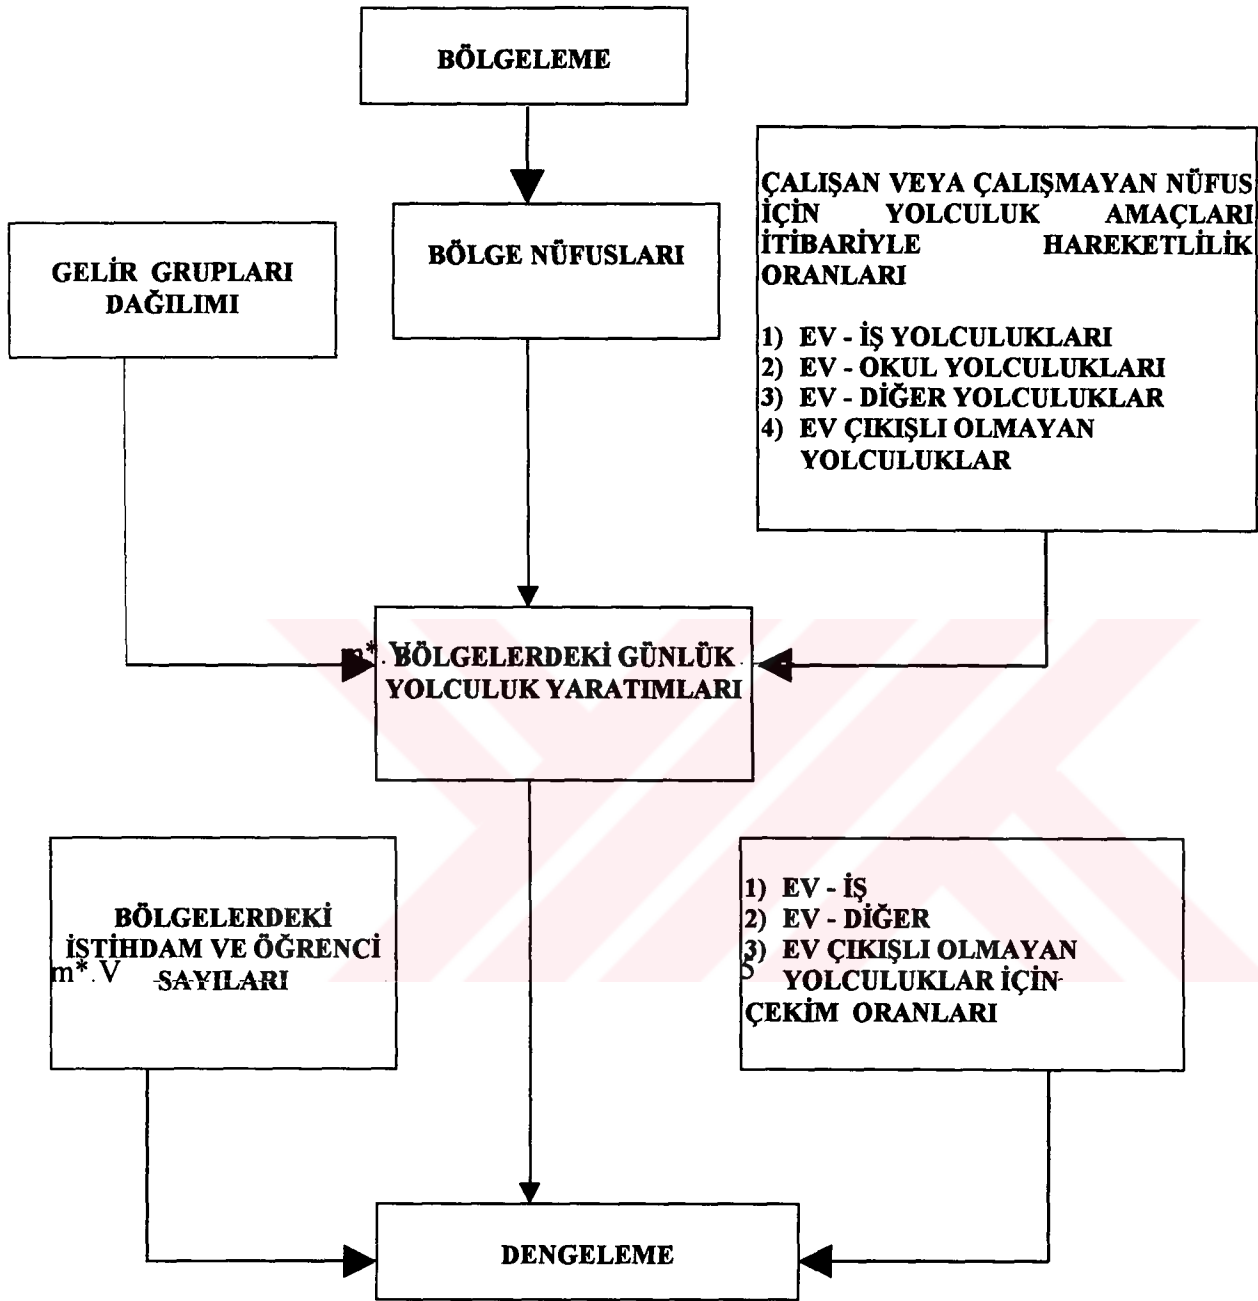 BÖLGELEME
ÇALIŞAN VEYA ÇALIŞMAYAN NÜFUS
İÇİN YOLCULUK AMAÇLARI
İTİBARİYLE HAREKETLİLİK
ORANLARI
1) EV - İŞ YOLCULUKLARI
2) EV - OKUL YOLCULUKLARI
3) EV - DİĞER YOLCULUKLAR
4) EV ÇIKIŞLI OLMAYAN
YOLCULUKLAR
BÖLGE NÜFUSLARI
GELİR GRUPLARI
DAĞILIMI
m*.V
BÖLGELERDEKİ GÜNLÜK
YOLCULUK YARATIMLARI
BÖLGELERDEKİ
İSTİHDAM VE ÖĞRENCİ
m*.V SAYILARI
1) EV - İŞ
2) EV - DİĞER
3) EV ÇIKIŞLI OLMAYAN
5 YOLCULUKLAR İÇİN
ÇEKİM ORANLARI
DENGELEME